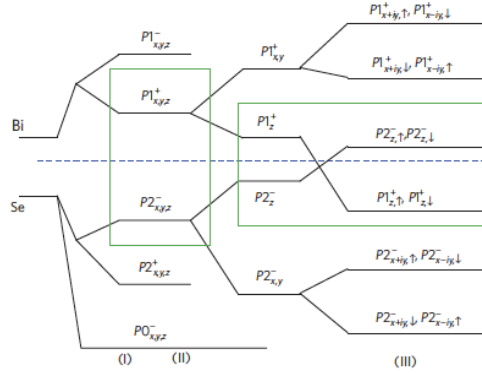 P1⁺x+iy,↑, P1⁺x−iy,↓
P1⁻x,y,z
P1⁺x,y
P1⁺x+iy,↓, P1⁺x−iy,↑
P1⁺x,y,z
Bi
P1⁺z
P2⁻z,↑,P2⁻z,↓
Se
P2⁻x,y,z
P2⁻z
P1⁺z,↑, P1⁺z,↓
P2⁺x,y,z
P2⁻x,y
P2⁻x+iy,↑, P2⁻x−iy,↓
P0⁻x,y,z
P2⁻x+iy,↓, P2⁻x−iy,↑
(I) (II) (III)